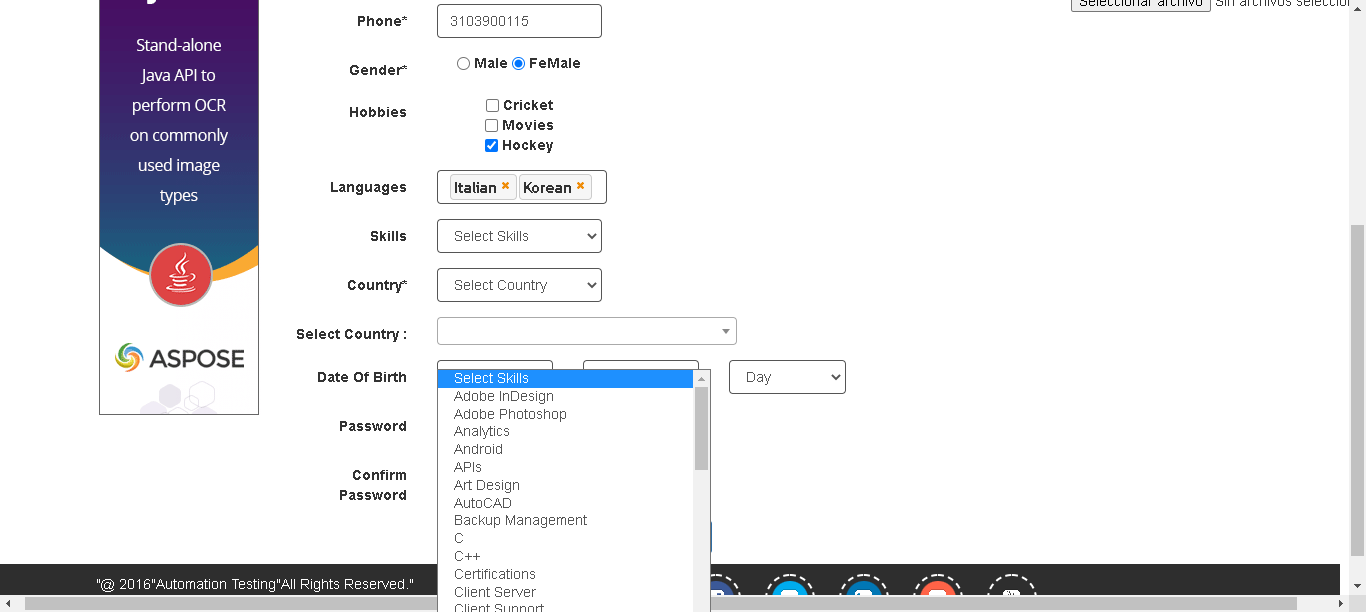 Seleccionar archivo Sin archivos seleccion
Phone* 3103900115
Stand-alone
Java API to
perform OCR
on commonly
used image
types
ASPOSE
Gender* Male FeMale
Hobbies Cricket
Movies
Hockey
Languages Italian Korean
Skills Select Skills
Country* Select Country
Select Country :
Date Of Birth Day
Password
Confirm
Password
Select Skills
Adobe InDesign
Adobe Photoshop
Analytics
Android
APIs
Art Design
AutoCAD
Backup Management
C
C++
Certifications
Client Server
Client Support
"@ 2016"Automation Testing"All Rights Reserved."